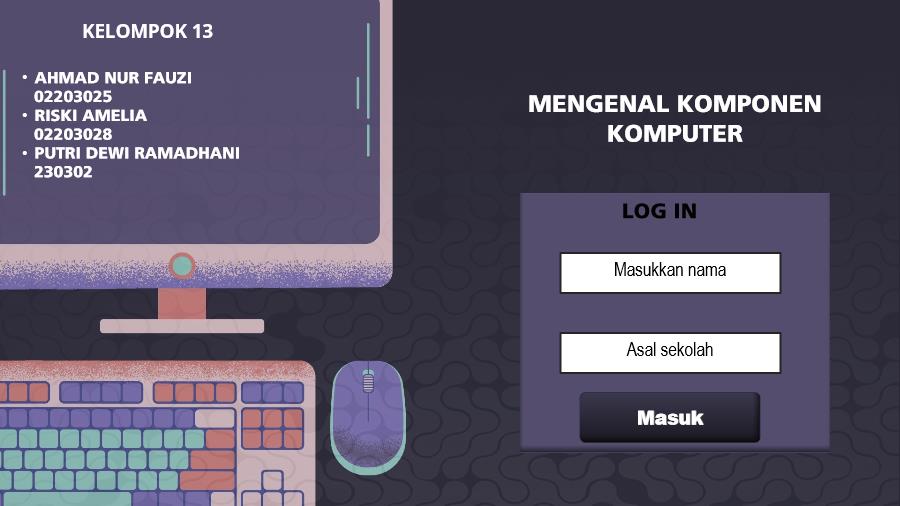 KELOMPOK 13
• AHMAD NUR FAUZI
02203025
• RISKI AMELIA
02203028
• PUTRI DEWI RAMADHANI
230302
MENGENAL KOMPONEN
KOMPUTER
LOG IN
Masukkan nama
Asal sekolah
Masuk